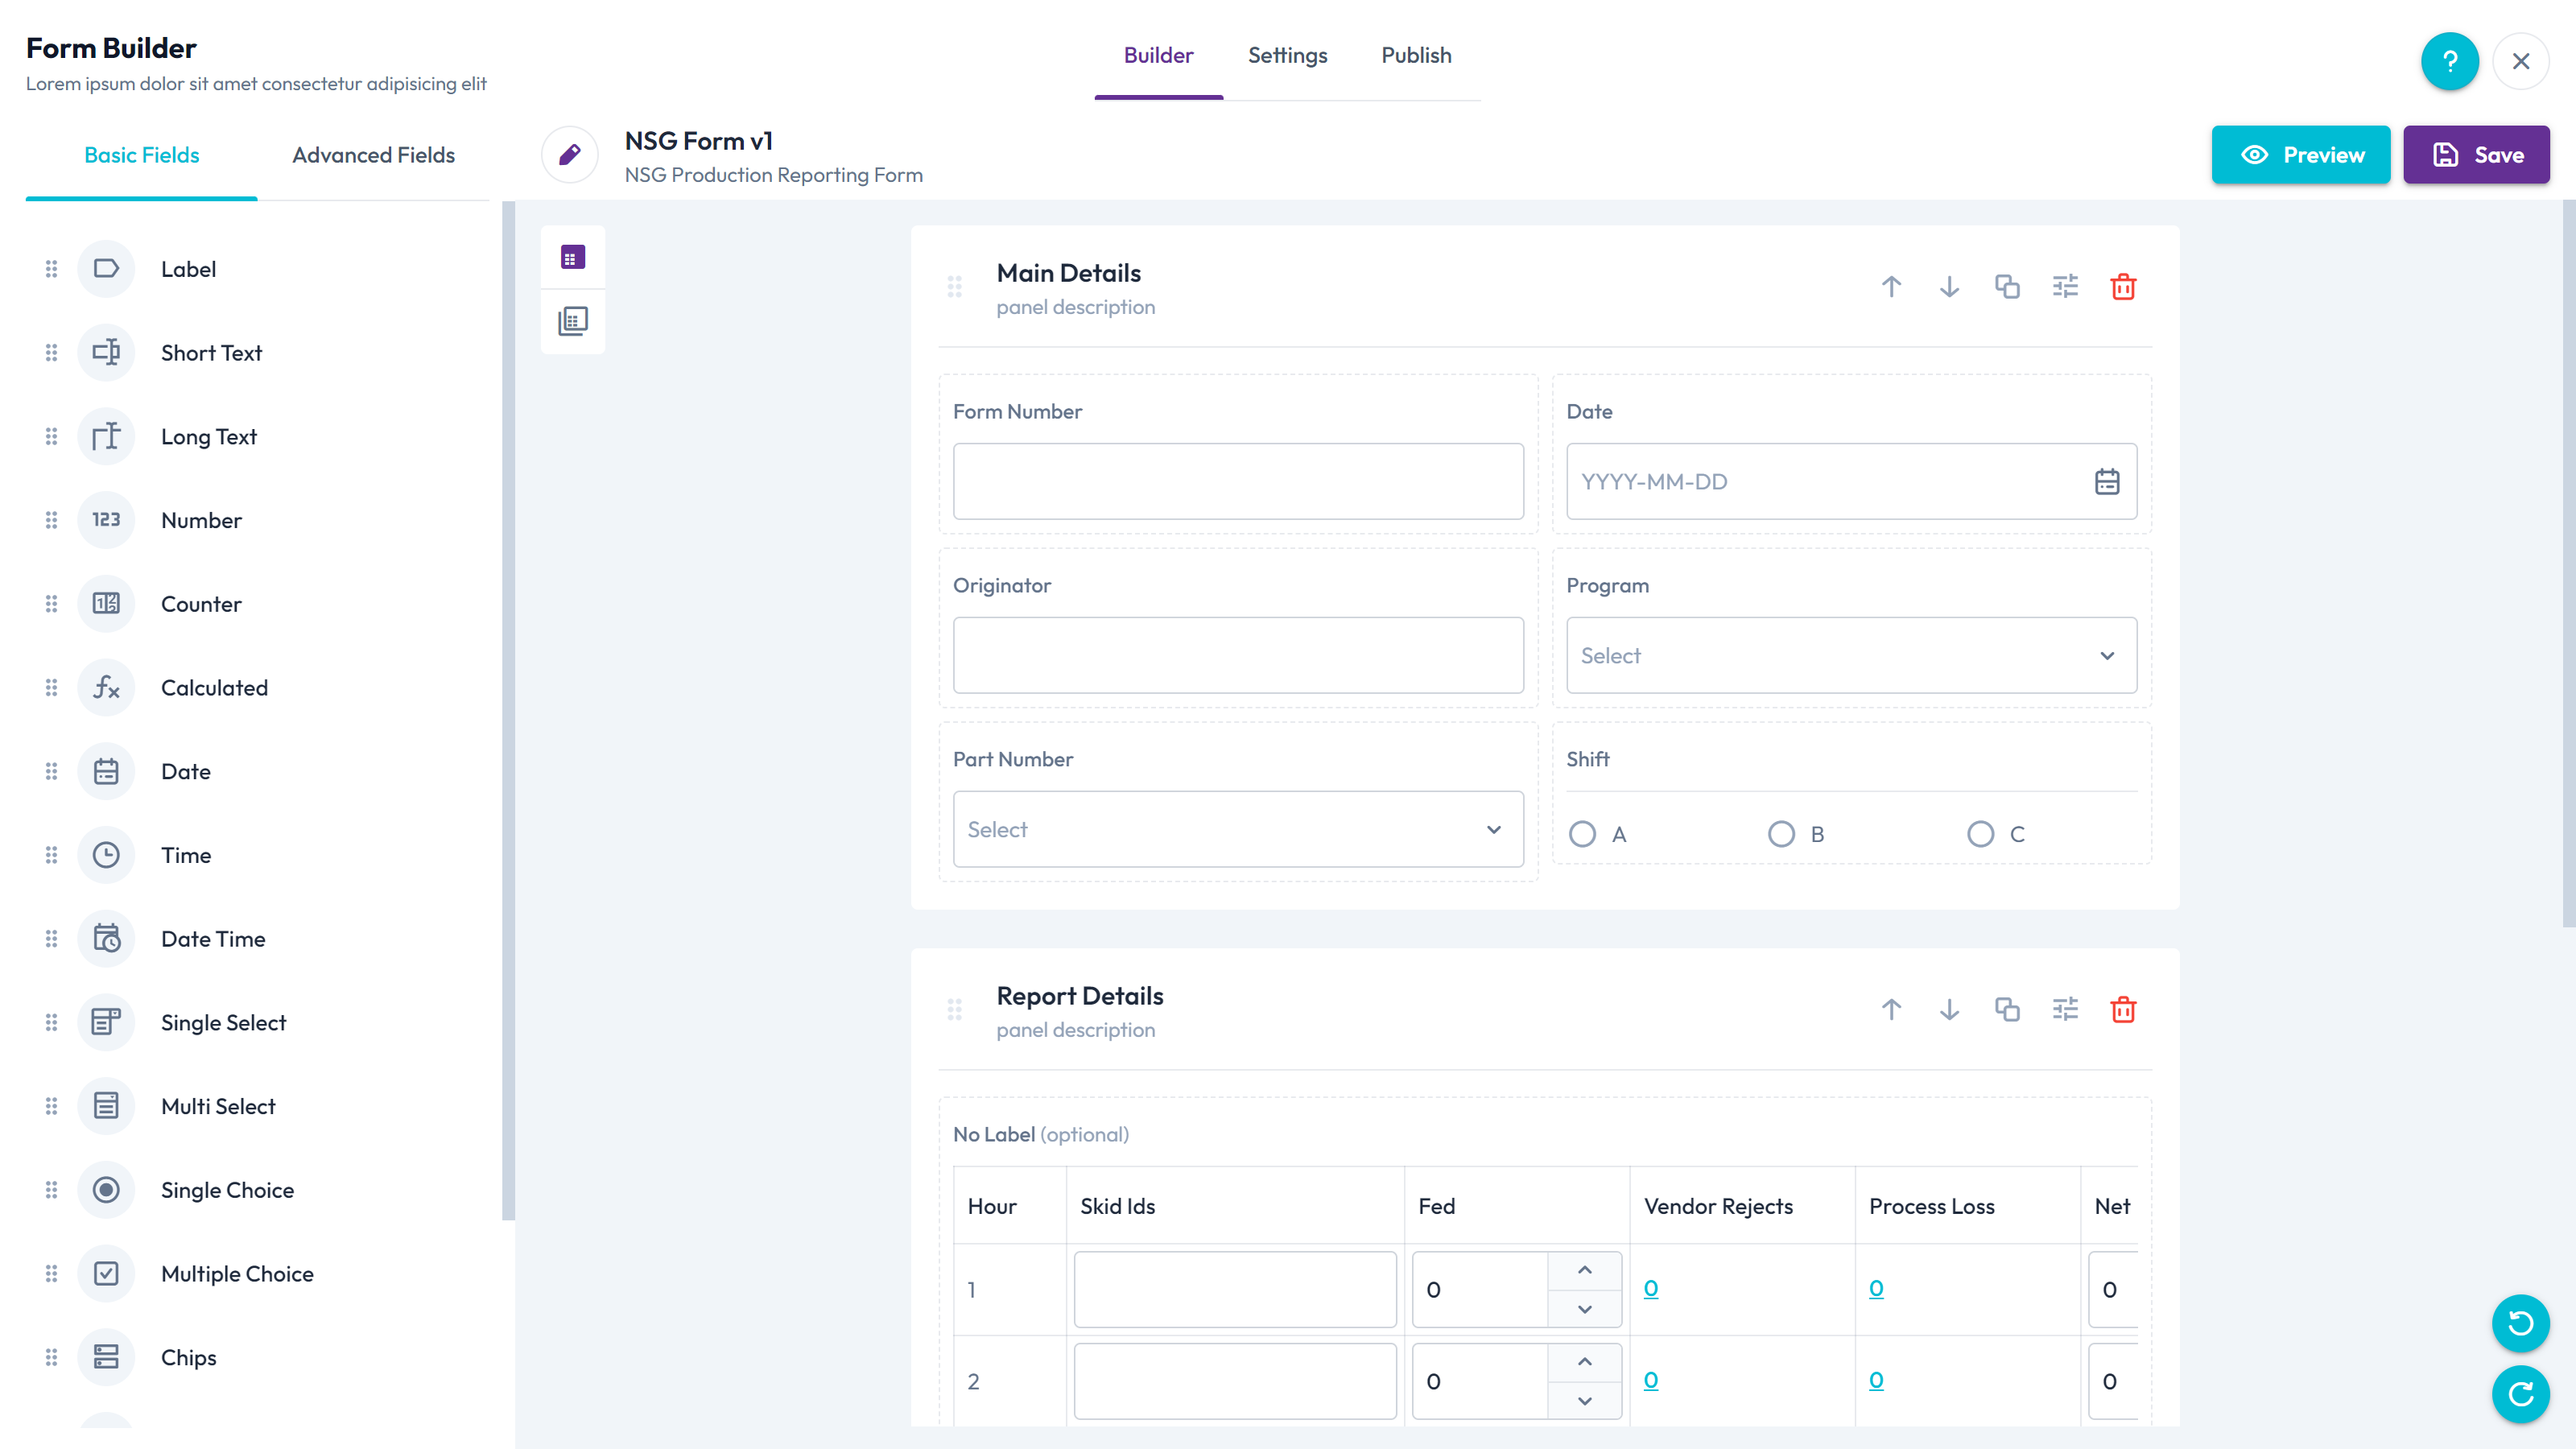 Form Builder
Lorem ipsum dolor sit amet consectetur adipisicing elit
Builder
Settings
Publish
?
Basic Fields
Advanced Fields
NSG Form v1
NSG Production Reporting Form
Preview
Save
Label
Short Text
Long Text
123
Number
Counter
fx
Calculated
Date
Time
Date Time
Single Select
Multi Select
Single Choice
Multiple Choice
Chips
Main Details
panel description
Form Number
Date
YYYY-MM-DD
Originator
Program
Select
Part Number
Select
Shift
A
B
C
Report Details
panel description
No Label (optional)
Hour
Skid Ids
Fed
Vendor Rejects
Process Loss
Net
1
0
0
0
0
2
0
0
0
0